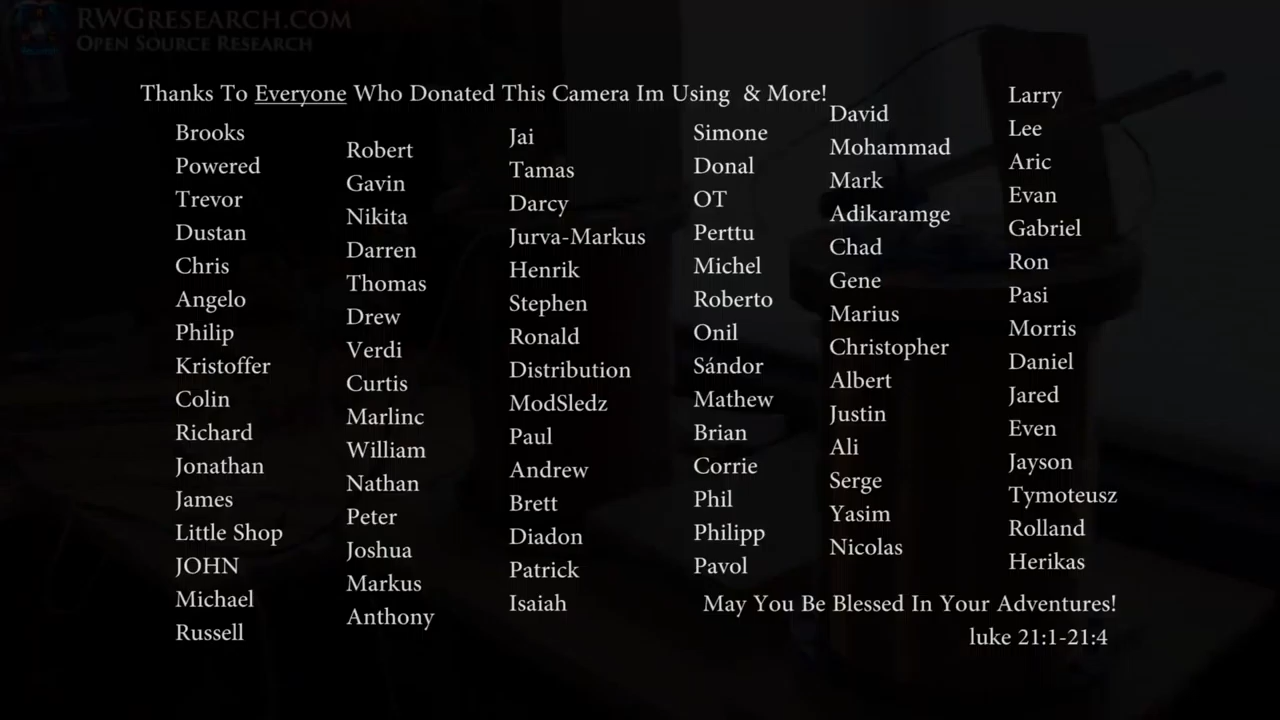 RWGresearch.com
Open Source Research
Thanks To Everyone Who Donated This Camera Im Using & More!
Brooks
Powered
Trevor
Dustan
Chris
Angelo
Philip
Kristoffer
Colin
Richard
Jonathan
James
Little Shop
JOHN
Michael
Russell
Robert
Gavin
Nikita
Darren
Thomas
Drew
Verdi
Curtis
Marlinc
William
Nathan
Peter
Joshua
Markus
Anthony
Jai
Tamas
Darcy
Jurva-Markus
Henrik
Stephen
Ronald
Distribution
ModSledz
Paul
Andrew
Brett
Diadon
Patrick
Isaiah
Simone
Donal
OT
Perttu
Michel
Roberto
Onil
Sándor
Mathew
Brian
Corrie
Phil
Philipp
Pavol
David
Mohammad
Mark
Adikaramge
Chad
Gene
Marius
Christopher
Albert
Justin
Ali
Serge
Yasim
Nicolas
Larry
Lee
Aric
Evan
Gabriel
Ron
Pasi
Morris
Daniel
Jared
Even
Jayson
Tymoteusz
Rolland
Herikas
May You Be Blessed In Your Adventures!
luke 21:1-21:4